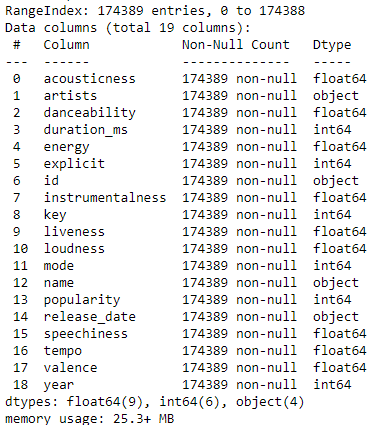 RangeIndex: 174389 entries, 0 to 174388
Data columns (total 19 columns):
 #   Column            Non-Null Count   Dtype
---  ------            --------------   -----
 0   acousticness      174389 non-null  float64
 1   artists           174389 non-null  object
 2   danceability      174389 non-null  float64
 3   duration_ms       174389 non-null  int64
 4   energy            174389 non-null  float64
 5   explicit          174389 non-null  int64
 6   id                174389 non-null  object
 7   instrumentalness  174389 non-null  float64
 8   key               174389 non-null  int64
 9   liveness          174389 non-null  float64
 10  loudness          174389 non-null  float64
 11  mode              174389 non-null  int64
 12  name              174389 non-null  object
 13  popularity        174389 non-null  int64
 14  release_date      174389 non-null  object
 15  speechiness       174389 non-null  float64
 16  tempo             174389 non-null  float64
 17  valence           174389 non-null  float64
 18  year              174389 non-null  int64
dtypes: float64(9), int64(6), object(4)
memory usage: 25.3+ MB